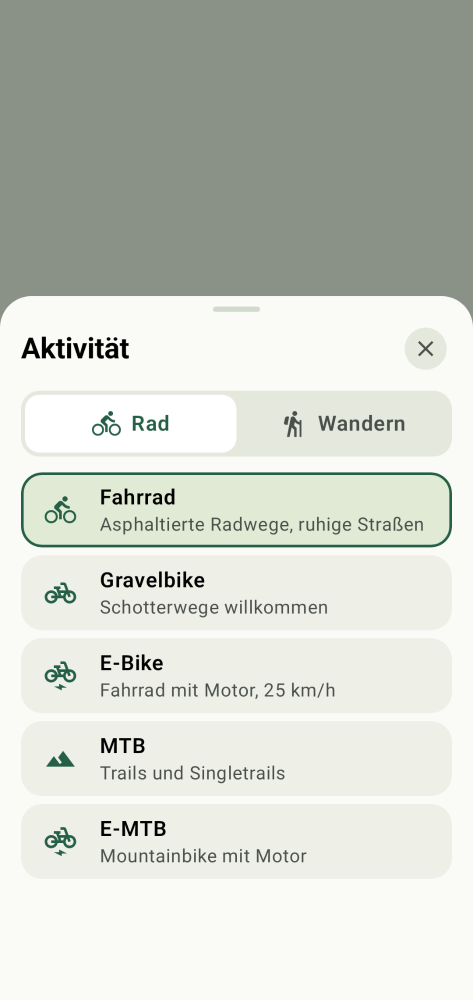 Aktivität
Rad
Wandern
Fahrrad
Asphaltierte Radwege, ruhige Straßen
Gravelbike
Schotterwege willkommen
E-Bike
Fahrrad mit Motor, 25 km/h
MTB
Trails und Singletrails
E-MTB
Mountainbike mit Motor